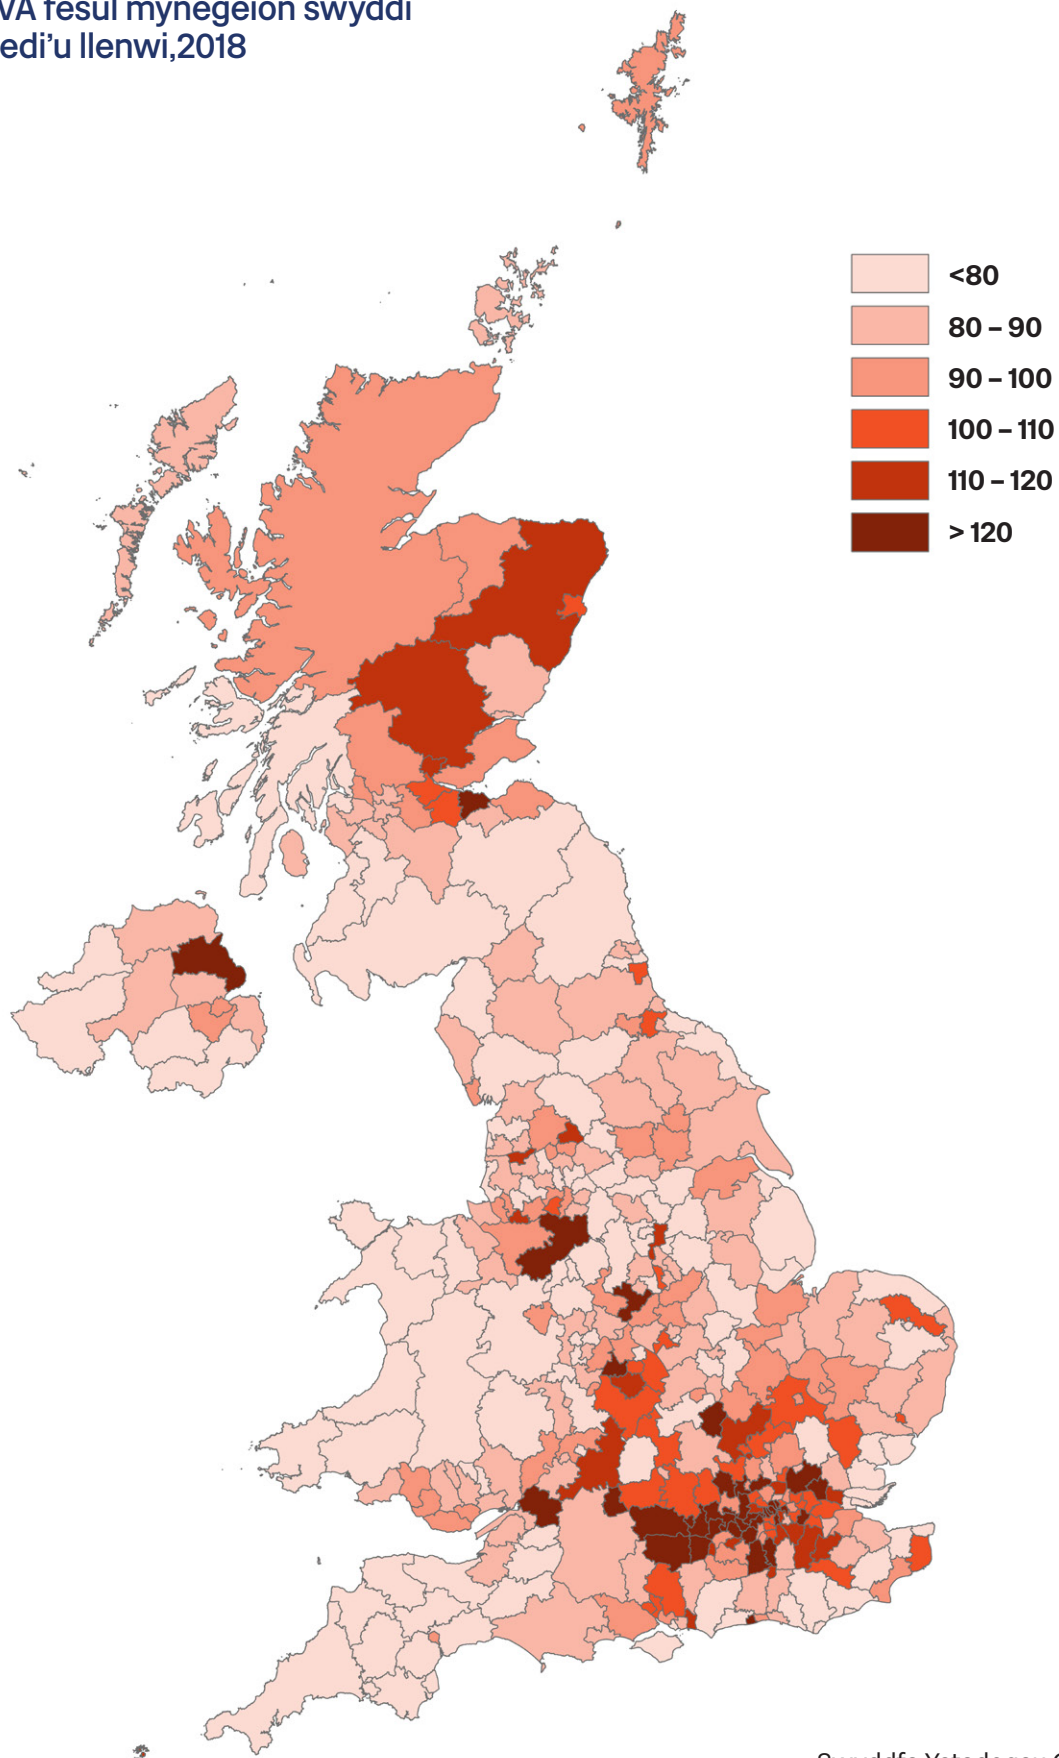 VA fesul mynegeion swyddi
edi’u llenwi,2018
<80
80 – 90
90 – 100
100 – 110
110 – 120
> 120